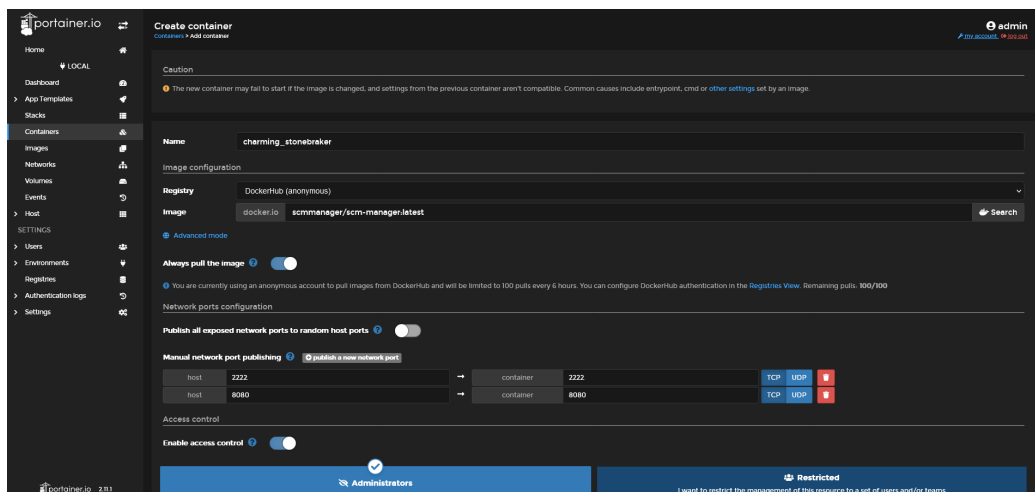 portainer.io
Home
LOCAL
Dashboard
App Templates
Stacks
Containers
Images
Networks
Volumes
Events
Host
SETTINGS
Users
Environments
Registries
Authentication logs
Settings
portainer.io 2.11.1
Create container
Containers > Add container
admin
my account log out
Caution
The new container may fail to start if the image is changed, and settings from the previous container aren't compatible. Common causes include entrypoint, cmd or other settings set by an image.
Name charming_stonebraker
Image configuration
Registry DockerHub (anonymous)
Image docker.io scmmanager/scm-manager:latest Search
Advanced mode
Always pull the image
You are currently using an anonymous account to pull images from DockerHub and will be limited to 100 pulls every 6 hours. You can configure DockerHub authentication in the Registries View. Remaining pulls: 100/100
Network ports configuration
Publish all exposed network ports to random host ports
Manual network port publishing publish a new network port
host 2222 → container 2222 TCP UDP
host 8080 → container 8080 TCP UDP
Access control
Enable access control
Administrators
Restricted
I want to restrict the management of this resource to a set of users and/or teams